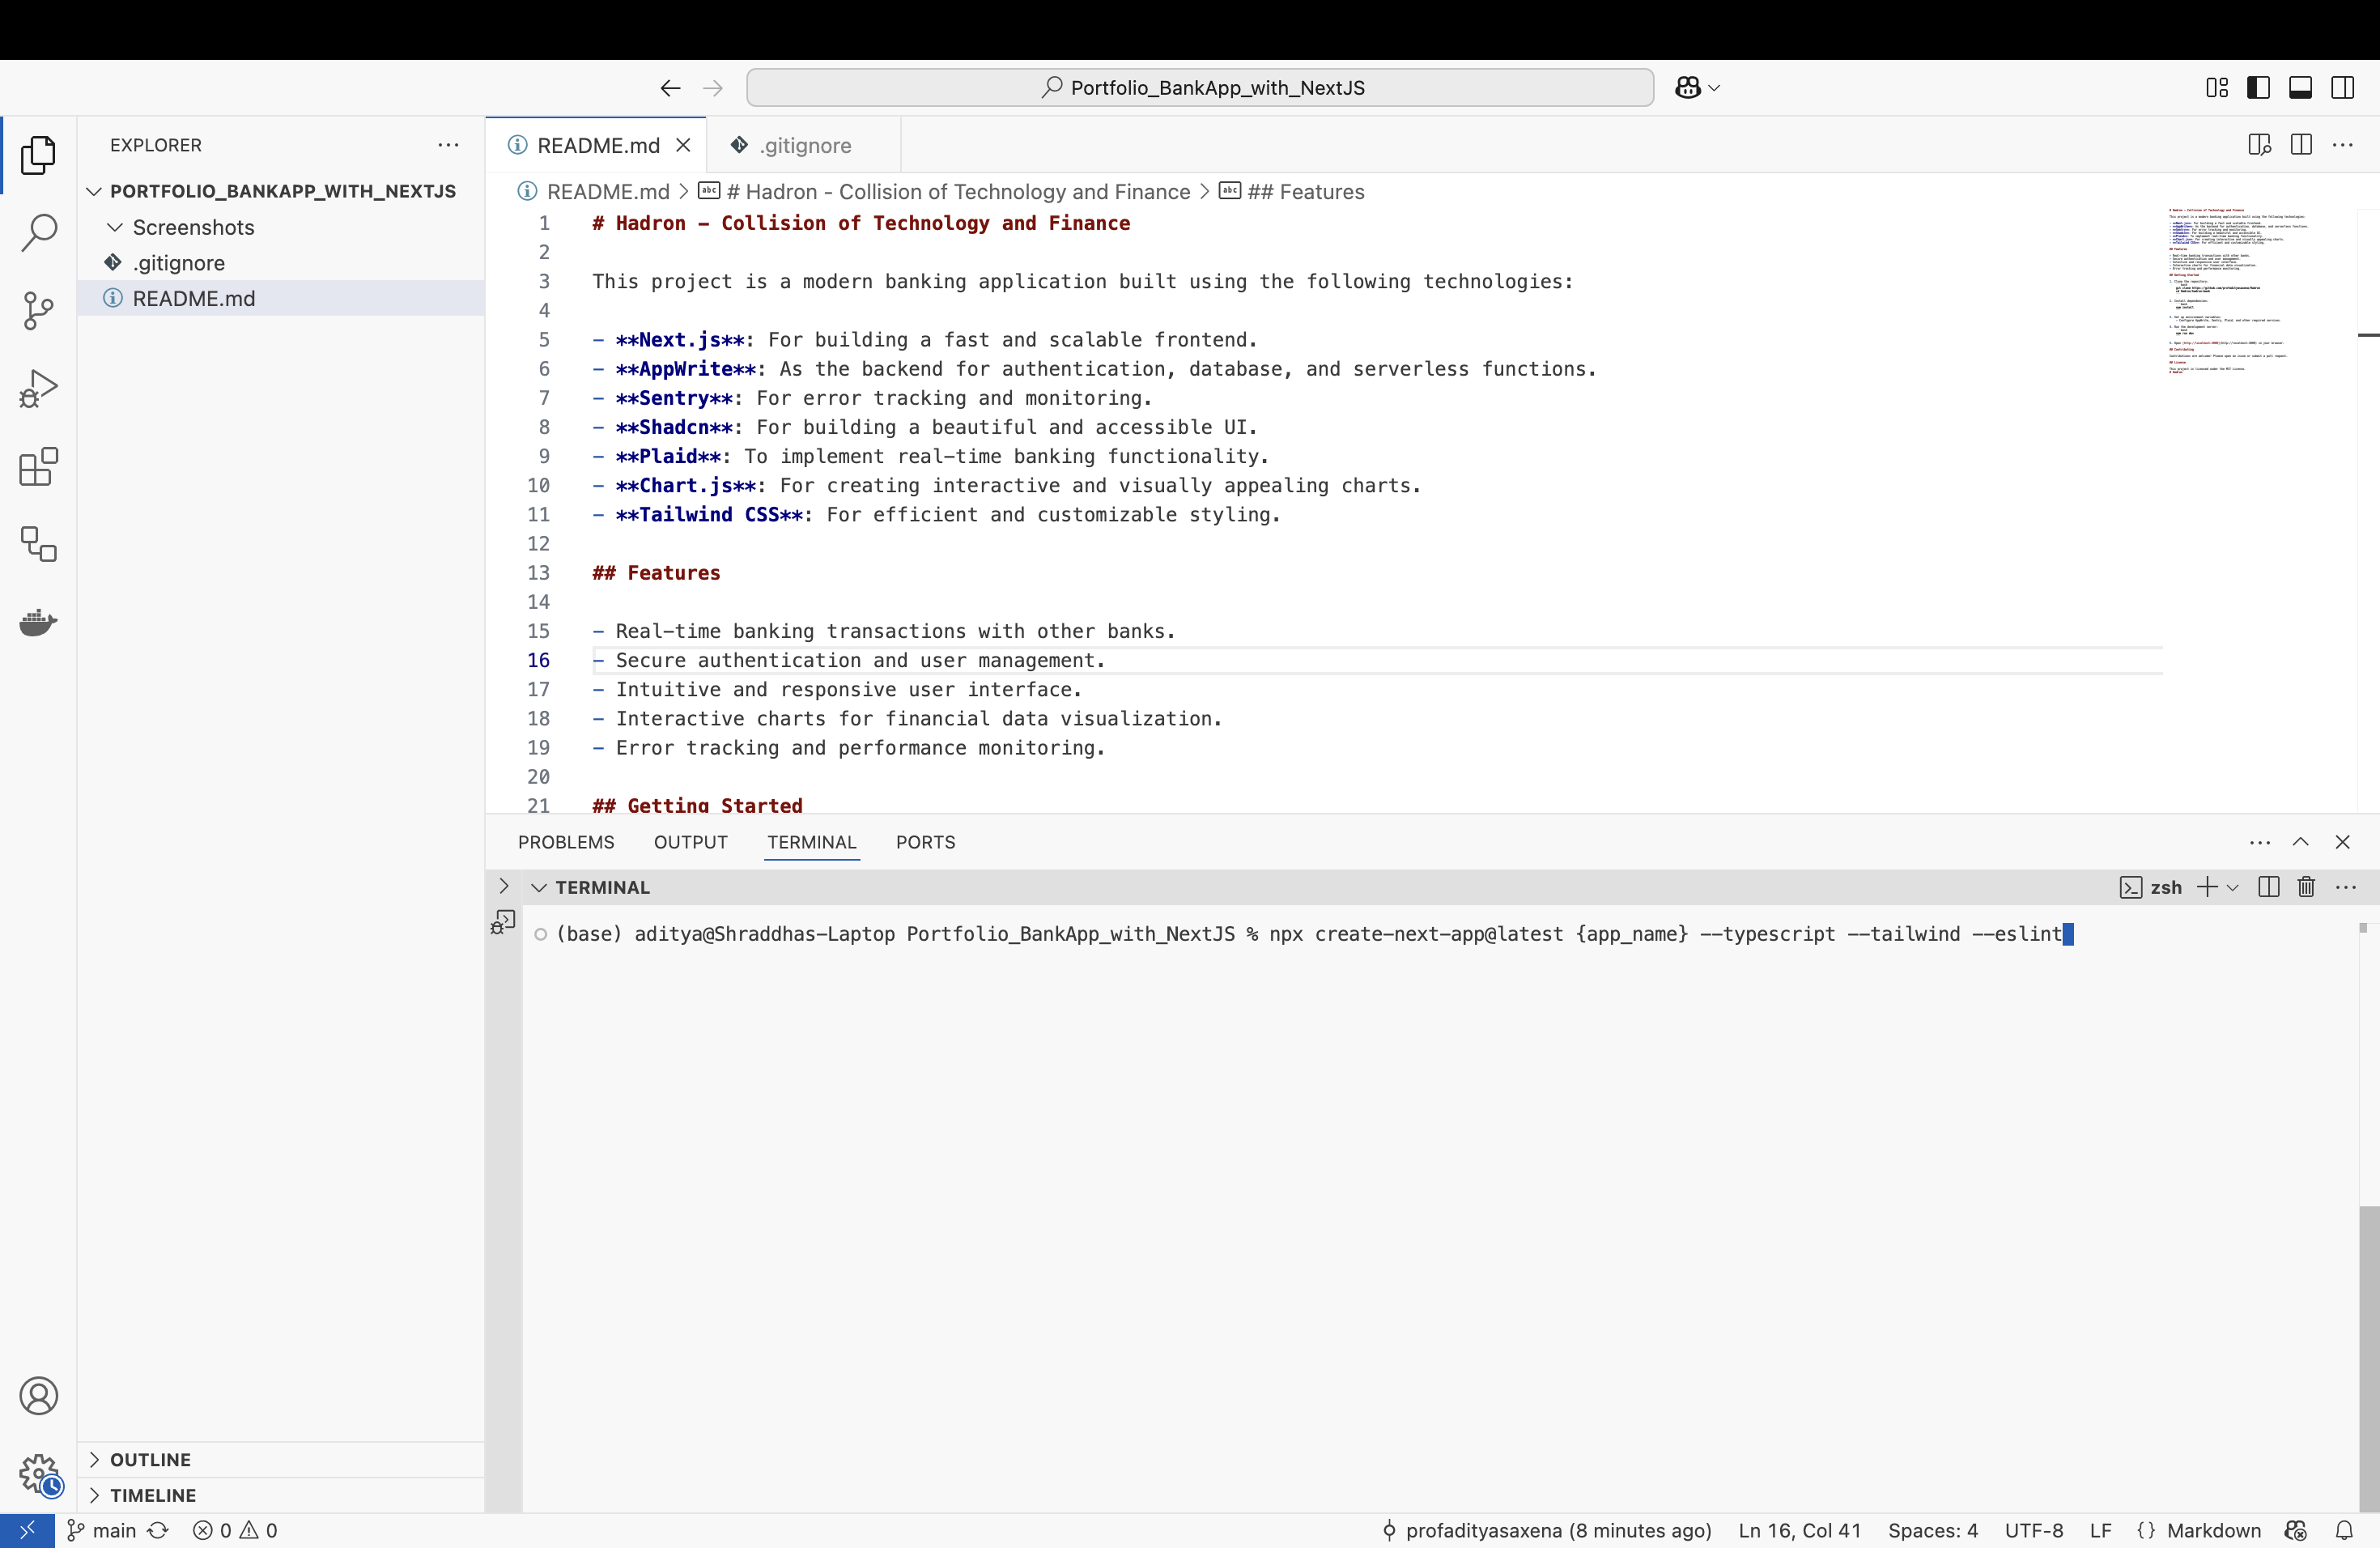 Portfolio_BankApp_with_NextJS
EXPLORER
PORTFOLIO_BANKAPP_WITH_NEXTJS
Screenshots
.gitignore
README.md
OUTLINE
TIMELINE
README.md
.gitignore
README.md > # Hadron - Collision of Technology and Finance > ## Features
1 # Hadron - Collision of Technology and Finance
2
3 This project is a modern banking application built using the following technologies:
4
5 - **Next.js**: For building a fast and scalable frontend.
6 - **AppWrite**: As the backend for authentication, database, and serverless functions.
7 - **Sentry**: For error tracking and monitoring.
8 - **Shadcn**: For building a beautiful and accessible UI.
9 - **Plaid**: To implement real-time banking functionality.
10 - **Chart.js**: For creating interactive and visually appealing charts.
11 - **Tailwind CSS**: For efficient and customizable styling.
12
13 ## Features
14
15 - Real-time banking transactions with other banks.
16 - Secure authentication and user management.
17 - Intuitive and responsive user interface.
18 - Interactive charts for financial data visualization.
19 - Error tracking and performance monitoring.
20
21 ## Getting Started
PROBLEMS OUTPUT TERMINAL PORTS
TERMINAL
zsh
(base) aditya@Shraddhas-Laptop Portfolio_BankApp_with_NextJS % npx create-next-app@latest {app_name} --typescript --tailwind --eslint
main 0 0 profadityasaxena (8 minutes ago) Ln 16, Col 41 Spaces: 4 UTF-8 LF {} Markdown